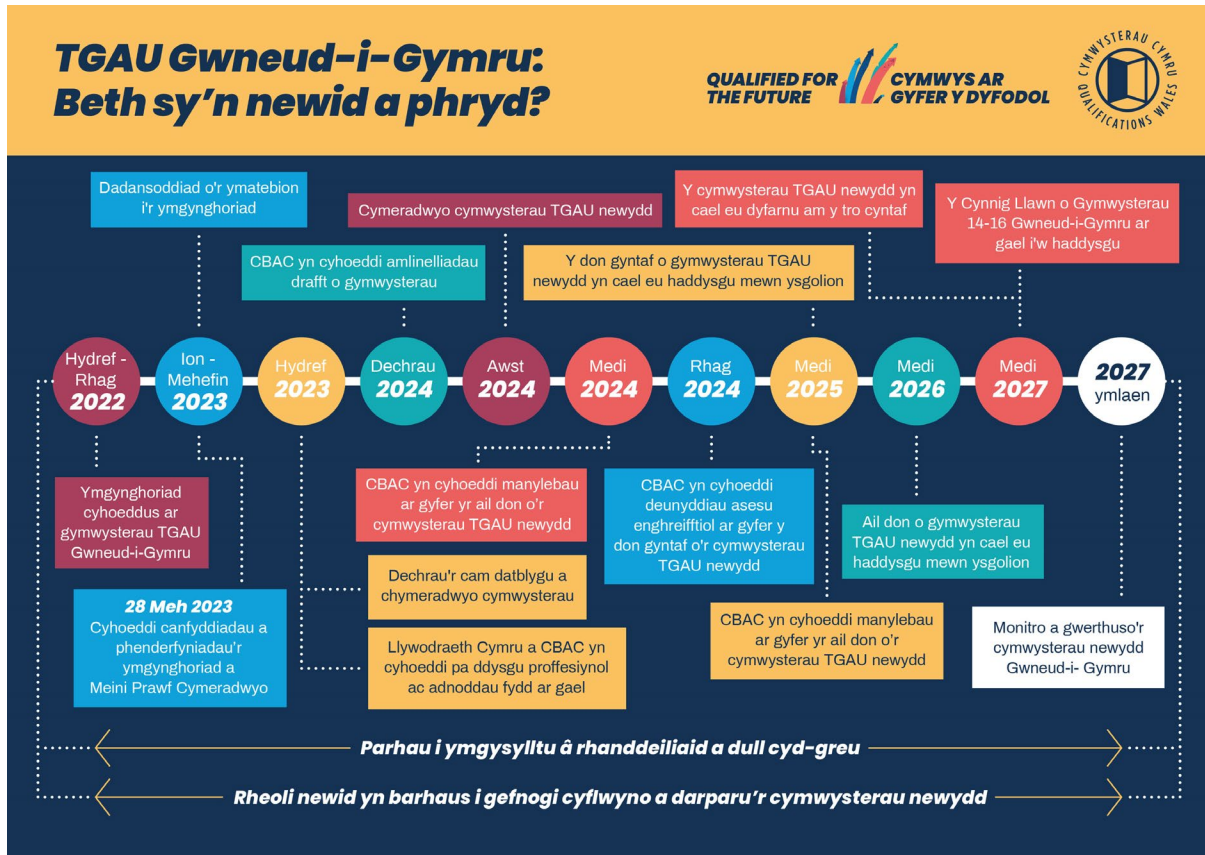 TGAU Gwneud-i-Gymru:
Beth sy'n newid a phryd?
QUALIFIED FOR
THE FUTURE
CYMWYS AR
GYFER Y DYFODOL
CYMWYSTERAU CYMRU
QUALIFICATIONS WALES
Dadansoddiad o'r ymatebion
i'r ymgynghoriad
CBAC yn cyhoeddi amlinelliadau
drafft o gymwysterau
Cymeradwyo cymwysterau TGAU newydd
Y don gyntaf o gymwysterau TGAU
newydd yn cael eu haddysgu mewn ysgolion
Y cymwysterau TGAU newydd yn
cael eu dyfarnu am y tro cyntaf
Y Cynnig Llawn o Gymwysterau
14-16 Gwneud-i-Gymru ar
gael i'w haddysgu
Hydref -
Rhag
2022
Ion -
Mehefin
2023
Hydref
2023
Dechrau
2024
Awst
2024
Medi
2024
Rhag
2024
Medi
2025
Medi
2026
Medi
2027
2027
ymlaen
Ymgynghoriad
cyhoeddus ar
gymwysterau TGAU
Gwneud-i-Gymru
28 Meh 2023
Cyhoeddi canfyddiadau a
phenderfyniadau'r
ymgynghoriad a
Meini Prawf Cymeradwyo
CBAC yn cyhoeddi manylebau
ar gyfer yr ail don o'r
cymwysterau TGAU newydd
Dechrau'r cam datblygu a
chymeradwyo cymwysterau
Llywodraeth Cymru a CBAC yn
cyhoeddi pa ddysgu proffesiynol
ac adnoddau fydd ar gael
CBAC yn cyhoeddi
deunyddiau asesu
enghreifftiol ar gyfer y
don gyntaf o'r cymwysterau
TGAU newydd
CBAC yn cyhoeddi manylebau
ar gyfer yr ail don o'r
cymwysterau TGAU newydd
Ail don o gymwysterau
TGAU newydd yn cael eu
haddysgu mewn ysgolion
Monitro a gwerthuso'r
cymwysterau newydd
Gwneud-i- Gymru
Parhau i ymgysylltu â rhanddeiliaid a dull cyd-greu
Rheoli newid yn barhaus i gefnogi cyflwyno a darparu'r cymwysterau newydd